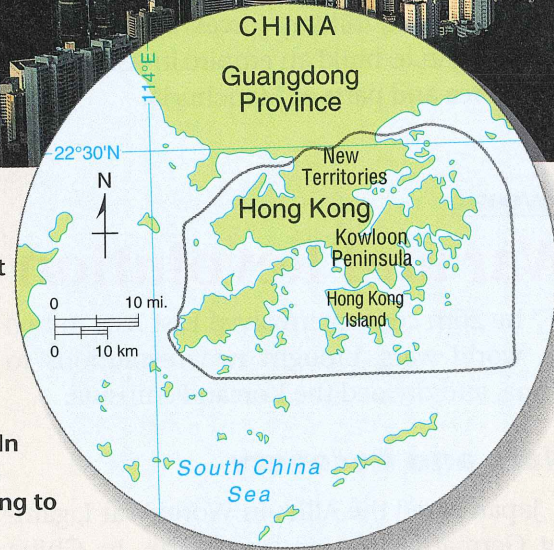 CHINA
Guangdong
Province
114°E
22°30'N
New
Territories
N
Hong Kong
Kowloon
Peninsula
Hong Kong
Island
0 10 mi.
0 10 km
South China
Sea
t
In
ng to